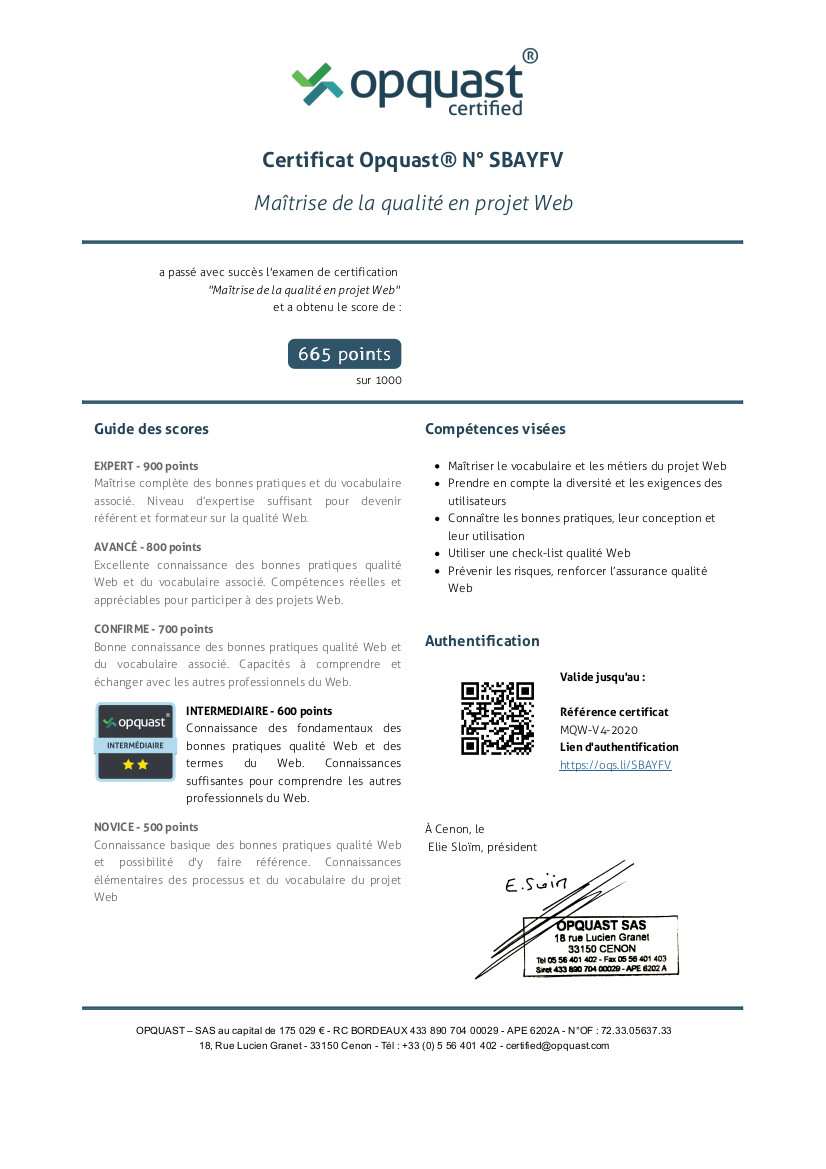 opquast®
certified
Certificat Opquast® N° SBAYFV
Maîtrise de la qualité en projet Web
a passé avec succès l'examen de certification
"Maîtrise de la qualité en projet Web"
et a obtenu le score de :
665 points
sur 1000
Guide des scores
EXPERT - 900 points
Maîtrise complète des bonnes pratiques et du vocabulaire
associé. Niveau d'expertise suffisant pour devenir
référent et formateur sur la qualité Web.
AVANCÉ - 800 points
Excellente connaissance des bonnes pratiques qualité
Web et du vocabulaire associé. Compétences réelles et
appréciables pour participer à des projets Web.
CONFIRME - 700 points
Bonne connaissance des bonnes pratiques qualité Web et
du vocabulaire associé. Capacités à comprendre et
échanger avec les autres professionnels du Web.
opquast®
INTERMÉDIAIRE
INTERMEDIAIRE - 600 points
Connaissance des fondamentaux des
bonnes pratiques qualité Web et des
termes du Web. Connaissances
suffisantes pour comprendre les autres
professionnels du Web.
NOVICE - 500 points
Connaissance basique des bonnes pratiques qualité Web
et possibilité d'y faire référence. Connaissances
élémentaires des processus et du vocabulaire du projet
Web
Compétences visées
• Maîtriser le vocabulaire et les métiers du projet Web
• Prendre en compte la diversité et les exigences des
utilisateurs
• Connaître les bonnes pratiques, leur conception et
leur utilisation
• Utiliser une check-list qualité Web
• Prévenir les risques, renforcer l'assurance qualité
Web
Authentification
Valide jusqu'au :
Référence certificat
MQW-V4-2020
Lien d'authentification
https://oqs.li/SBAYFV
À Cenon, le
Elie Sloïm, président
E. Sloïm
OPQUAST SAS
18 rue Lucien Granet
33150 CENON
Tel 05 56 401 402 - Fax 05 56 401 403
Siret 433 890 704 00029 - APE 6202 A
OPQUAST – SAS au capital de 175 029 € - RC BORDEAUX 433 890 704 00029 - APE 6202A - N°OF : 72.33.05637.33
18, Rue Lucien Granet - 33150 Cenon - Tél : +33 (0) 5 56 401 402 - certified@opquast.com